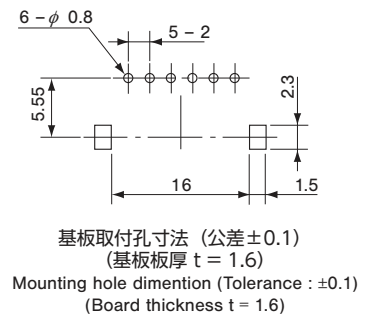 6 – φ 0.8
5 – 2
5.55
2.3
16
1.5
基板取付孔寸法（公差±0.1）
（基板板厚 t = 1.6）
Mounting hole dimention (Tolerance : ±0.1)
(Board thickness t = 1.6)